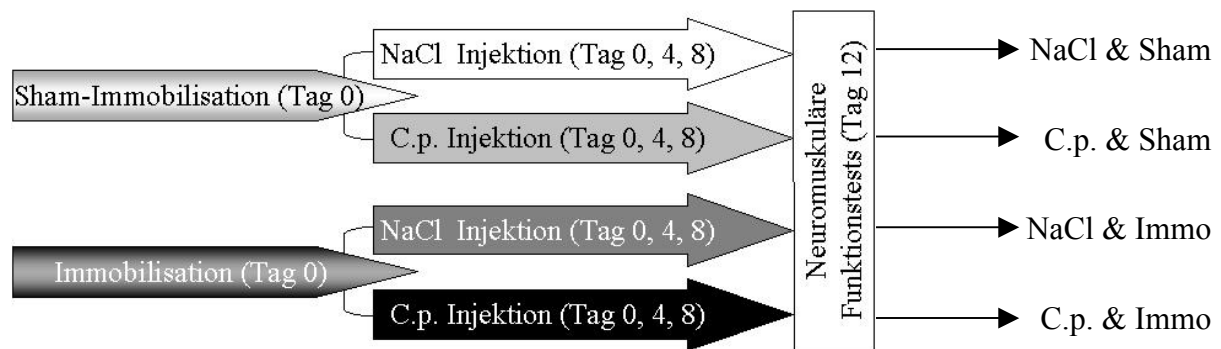 Sham-Immobilisation (Tag 0)
NaCl Injektion (Tag 0, 4, 8)
C.p. Injektion (Tag 0, 4, 8)
Immobilisation (Tag 0)
NaCl Injektion (Tag 0, 4, 8)
C.p. Injektion (Tag 0, 4, 8)
Neuromuskuläre
Funktionstests (Tag 12)
NaCl & Sham
C.p. & Sham
NaCl & Immo
C.p. & Immo